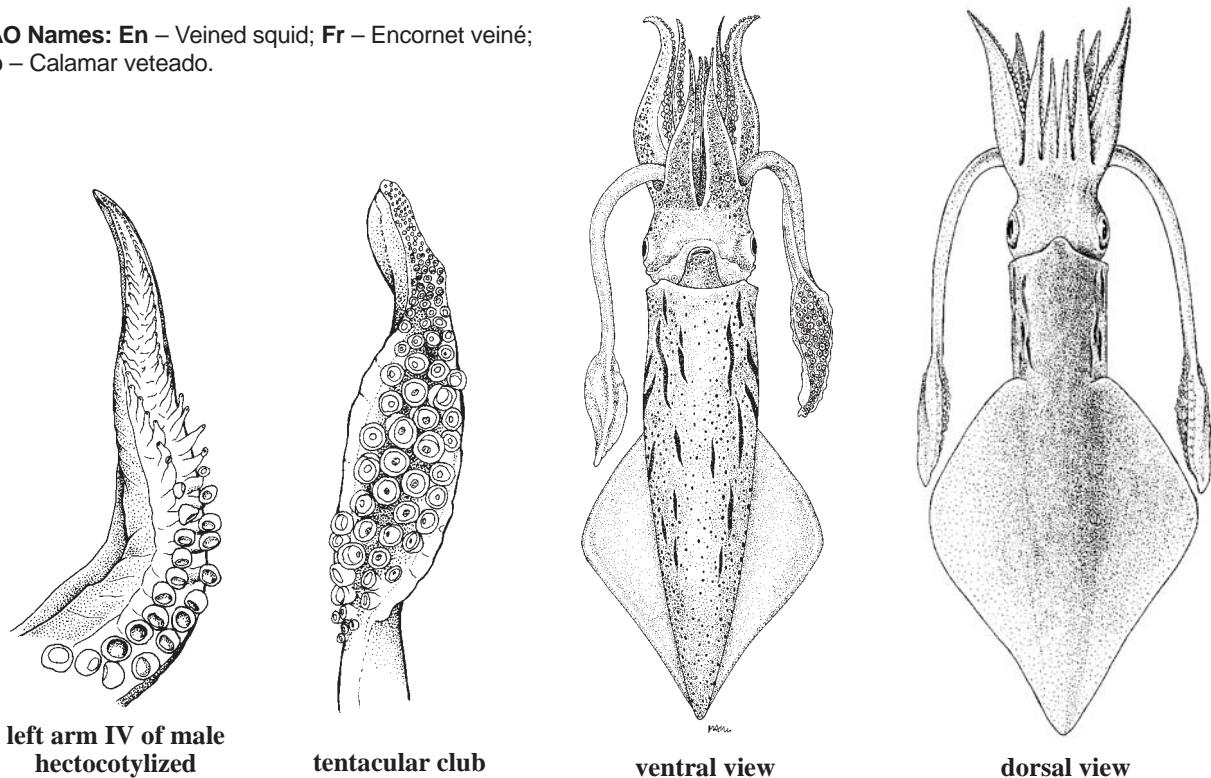 AO Names: En – Veined squid; Fr – Encornet veiné;
– Calamar veteado.
left arm IV of male
hectocotylized
tentacular club
ventral view
dorsal view